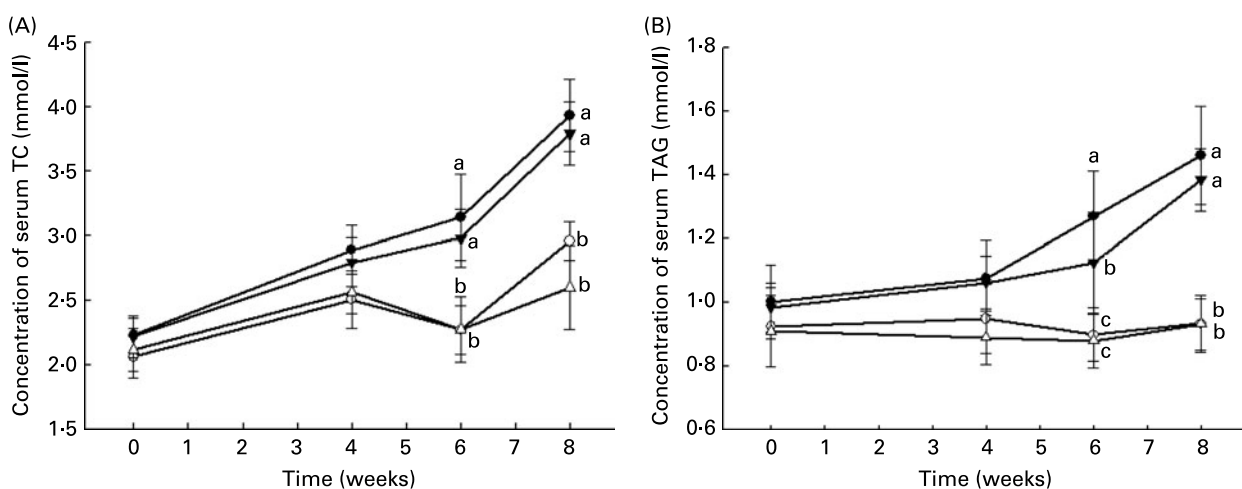 (A)
4·5
4·0
3·5
3·0
2·5
2·0
1·5
Concentration of serum TC (mmol/l)
a
a
a
a
b
b
b
b
0 1 2 3 4 5 6 7 8
Time (weeks)
(B)
1·8
1·6
1·4
1·2
1·0
0·8
0·6
Concentration of serum TAG (mmol/l)
a
a
a
b
c
b
b
c
0 1 2 3 4 5 6 7 8
Time (weeks)